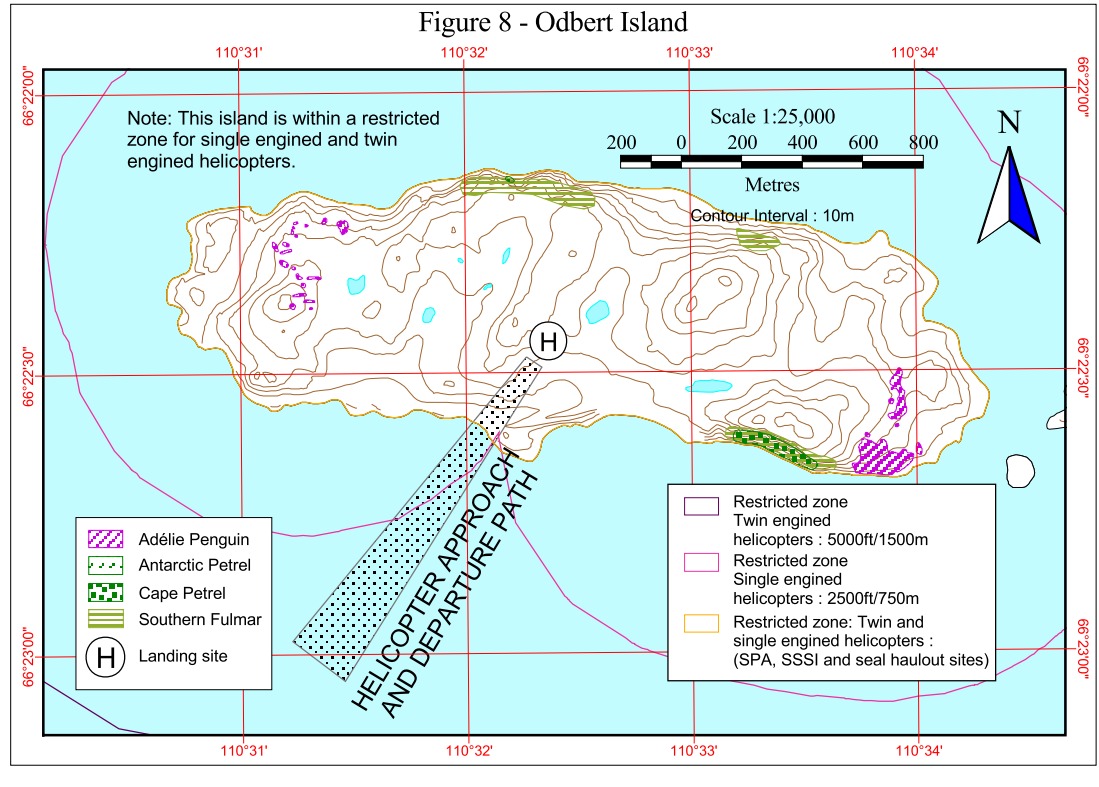 Figure 8 - Odbert Island
110°31'
110°32'
110°33'
110°34'
66°22'00"
66°22'00"
Note: This island is within a restricted
zone for single engined and twin
engined helicopters.
Scale 1:25,000
200 0 200 400 600 800
Metres
Contour Interval : 10m
N
H
66°22'30"
66°22'30"
HELICOPTER APPROACH
AND DEPARTURE PATH
Adélie Penguin
Antarctic Petrel
Cape Petrel
Southern Fulmar
H Landing site
Restricted zone
Twin engined
helicopters : 5000ft/1500m
Restricted zone
Single engined
helicopters : 2500ft/750m
Restricted zone: Twin and
single engined helicopters :
(SPA, SSSI and seal haulout sites)
66°23'00"
66°23'00"
110°31'
110°32'
110°33'
110°34'